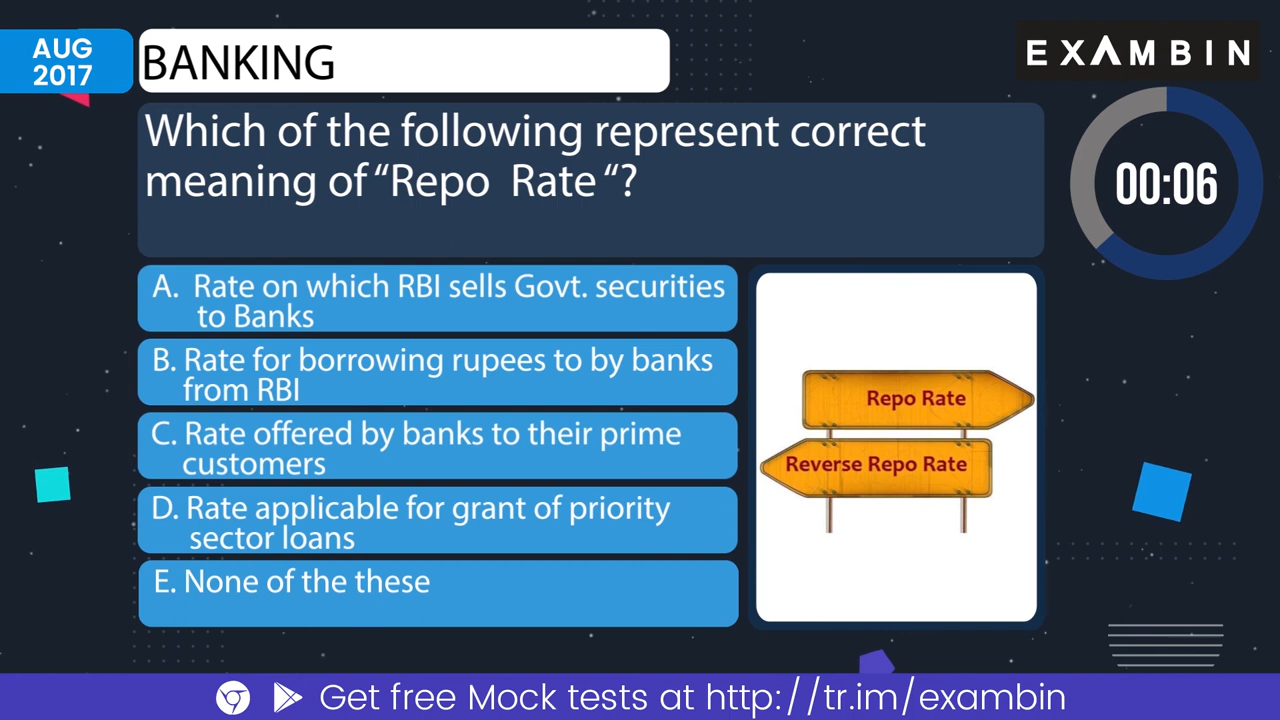 AUG
2017
BANKING
EXAMBIN
Which of the following represent correct
meaning of “Repo Rate “?
00:06
A. Rate on which RBI sells Govt. securities
to Banks
B. Rate for borrowing rupees to by banks
from RBI
C. Rate offered by banks to their prime
customers
D. Rate applicable for grant of priority
sector loans
E. None of the these
Repo Rate
Reverse Repo Rate
Get free Mock tests at http://tr.im/exambin